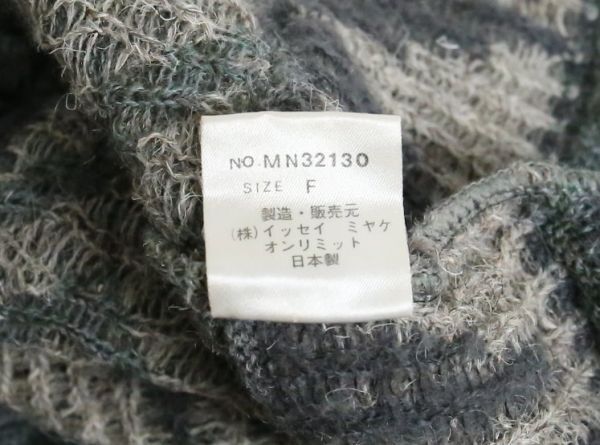 NO.MN32130
SIZE F
製造・販売元
(株)イッセイ ミヤケ
オンリミット
日本製